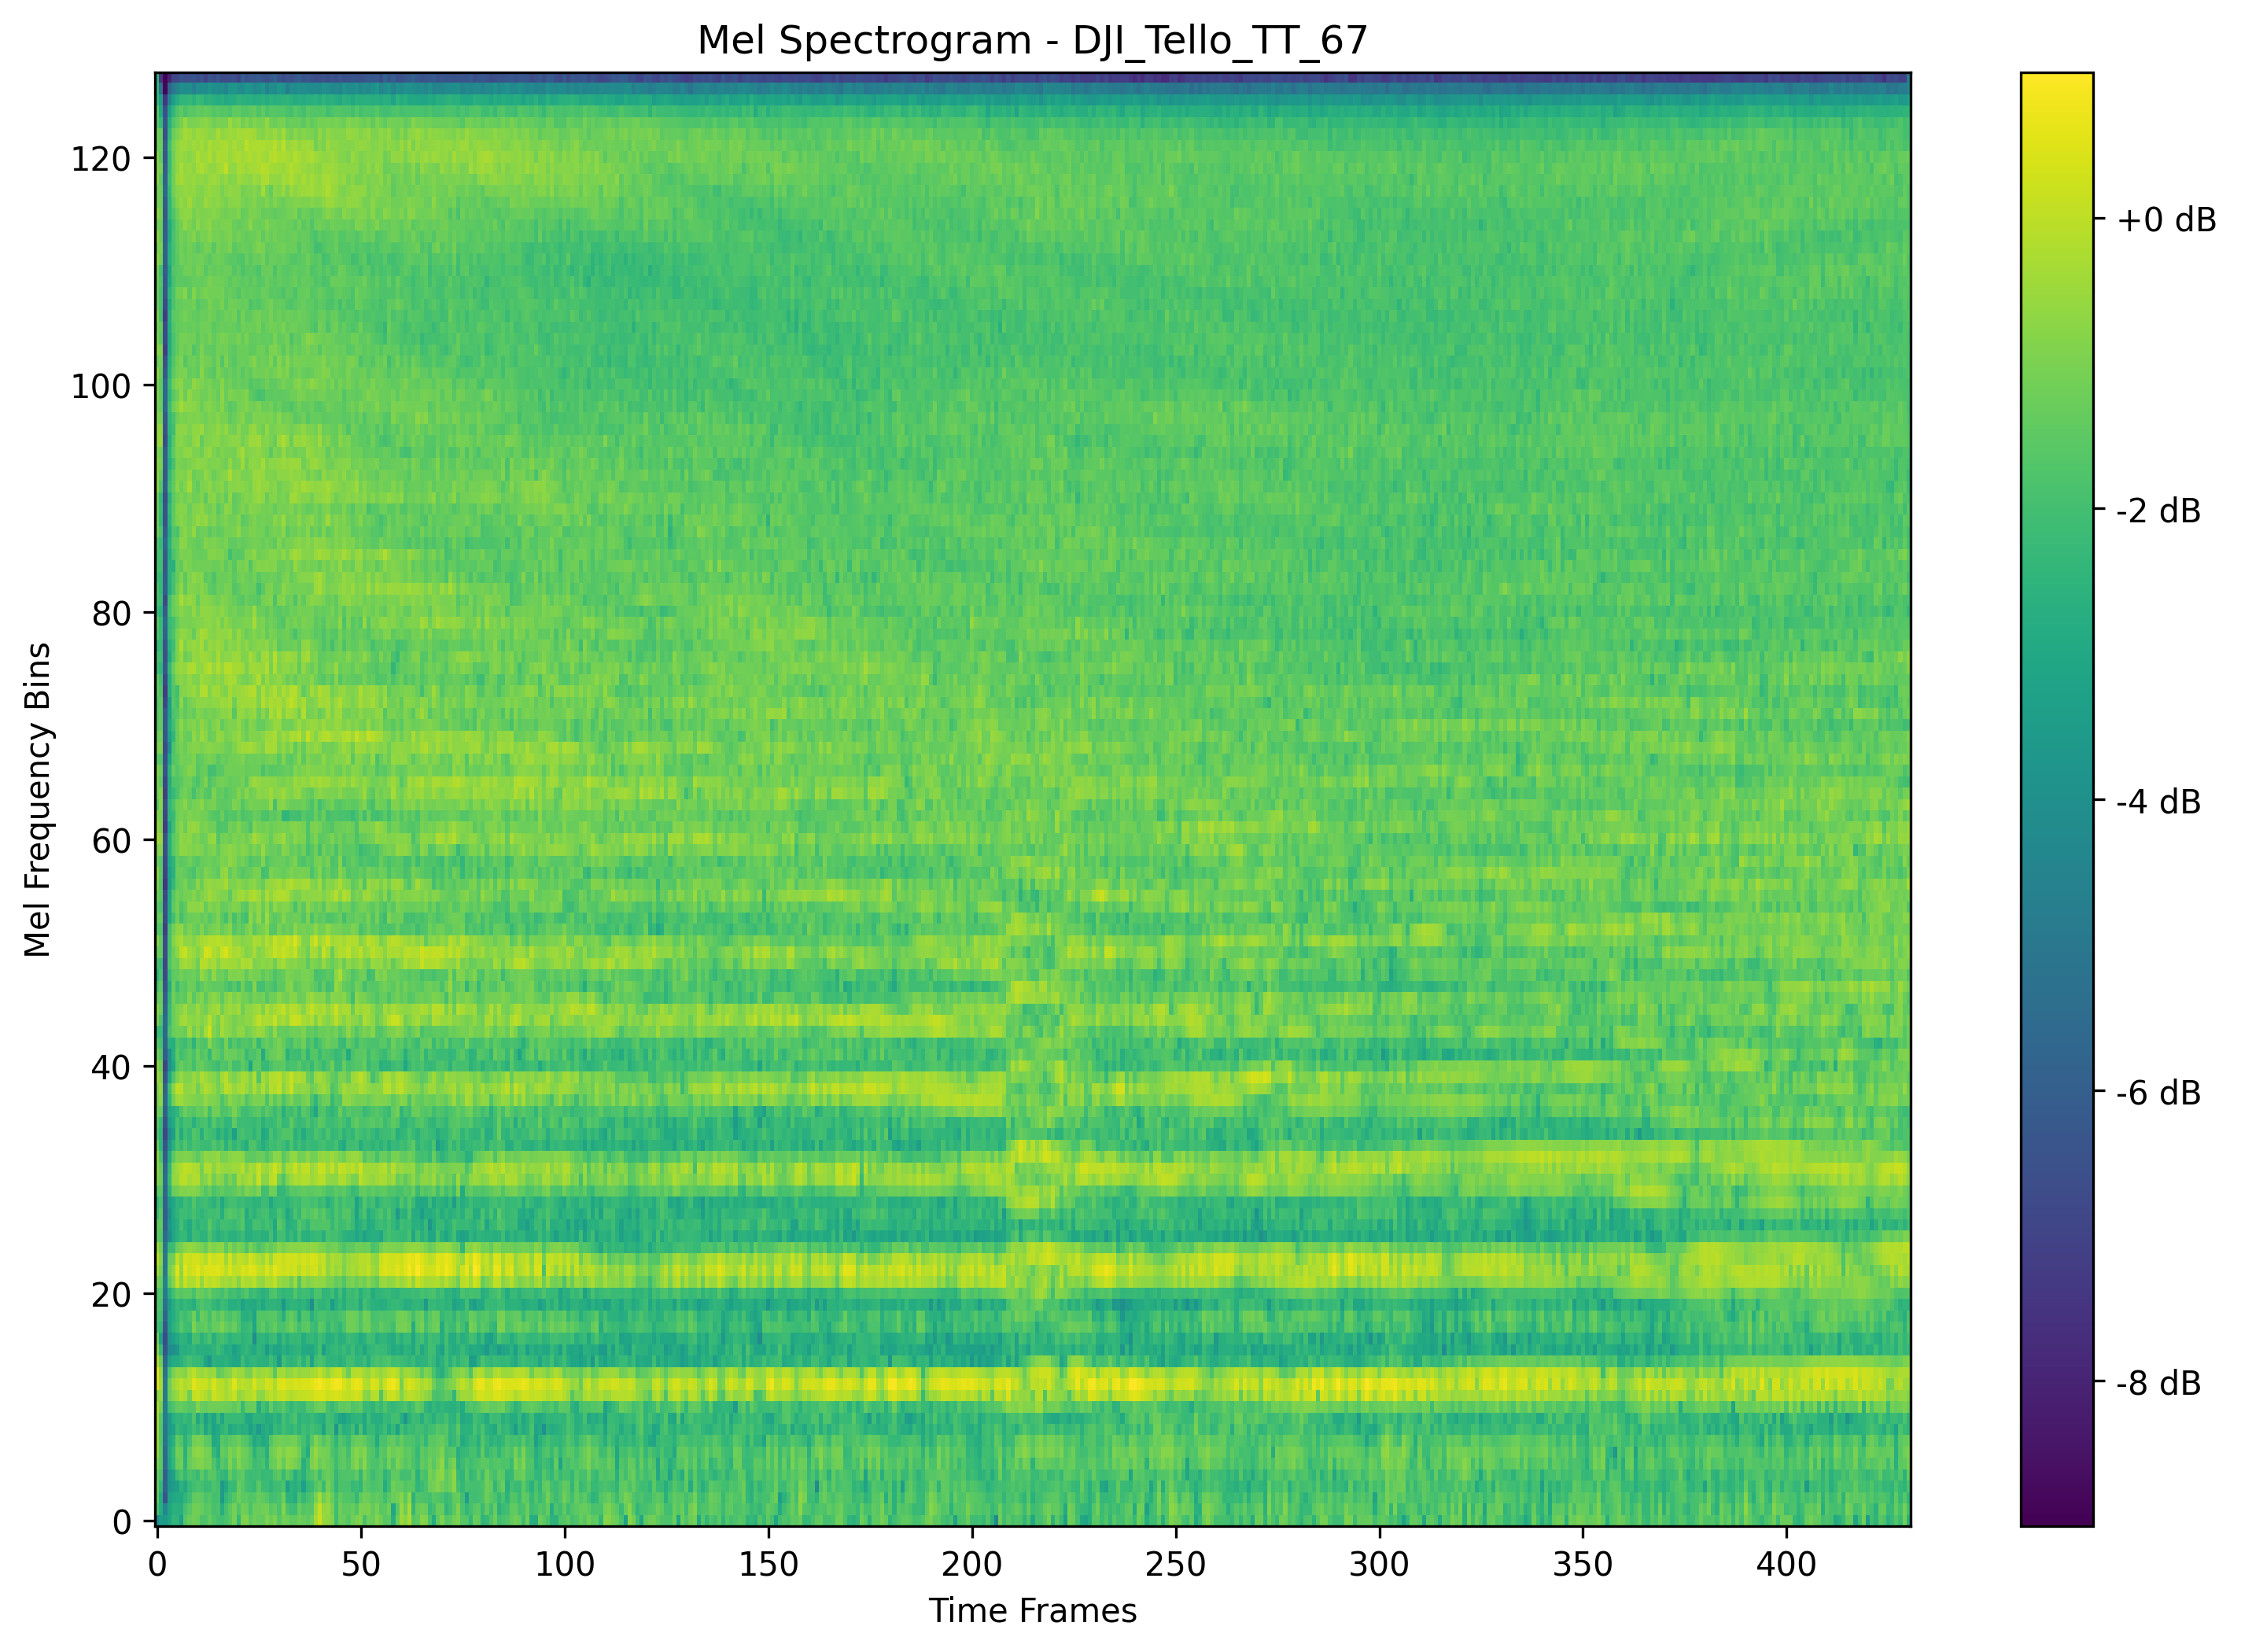 Mel Spectrogram - DJI_Tello_TT_67
Mel Frequency Bins
120
100
80
60
40
20
0
0 50 100 150 200 250 300 350 400
Time Frames
+0 dB
-2 dB
-4 dB
-6 dB
-8 dB